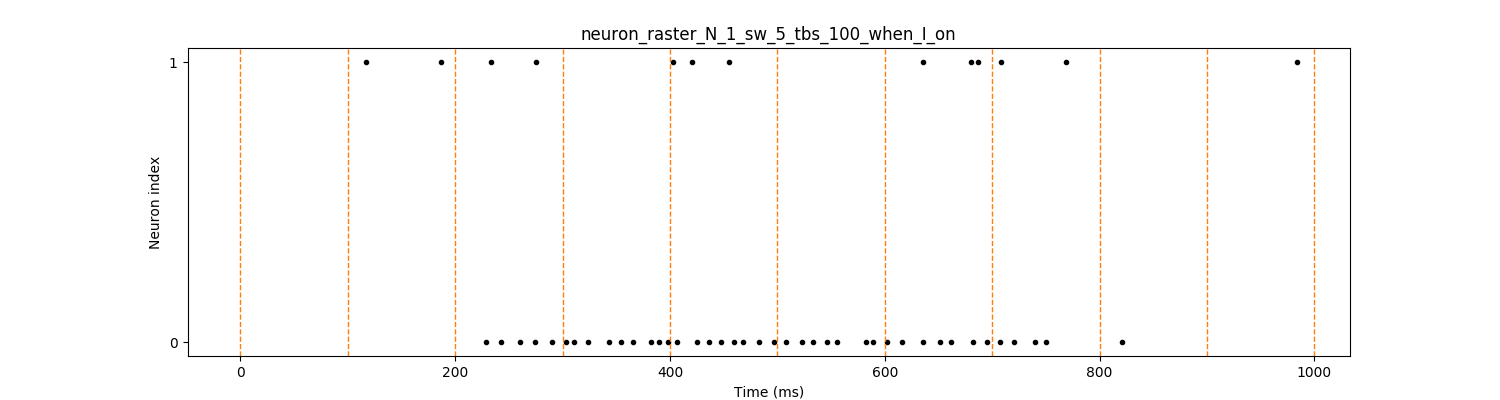 neuron_raster_N_1_sw_5_tbs_100_when_I_on
Neuron index
1
0
0 200 400 600 800 1000
Time (ms)